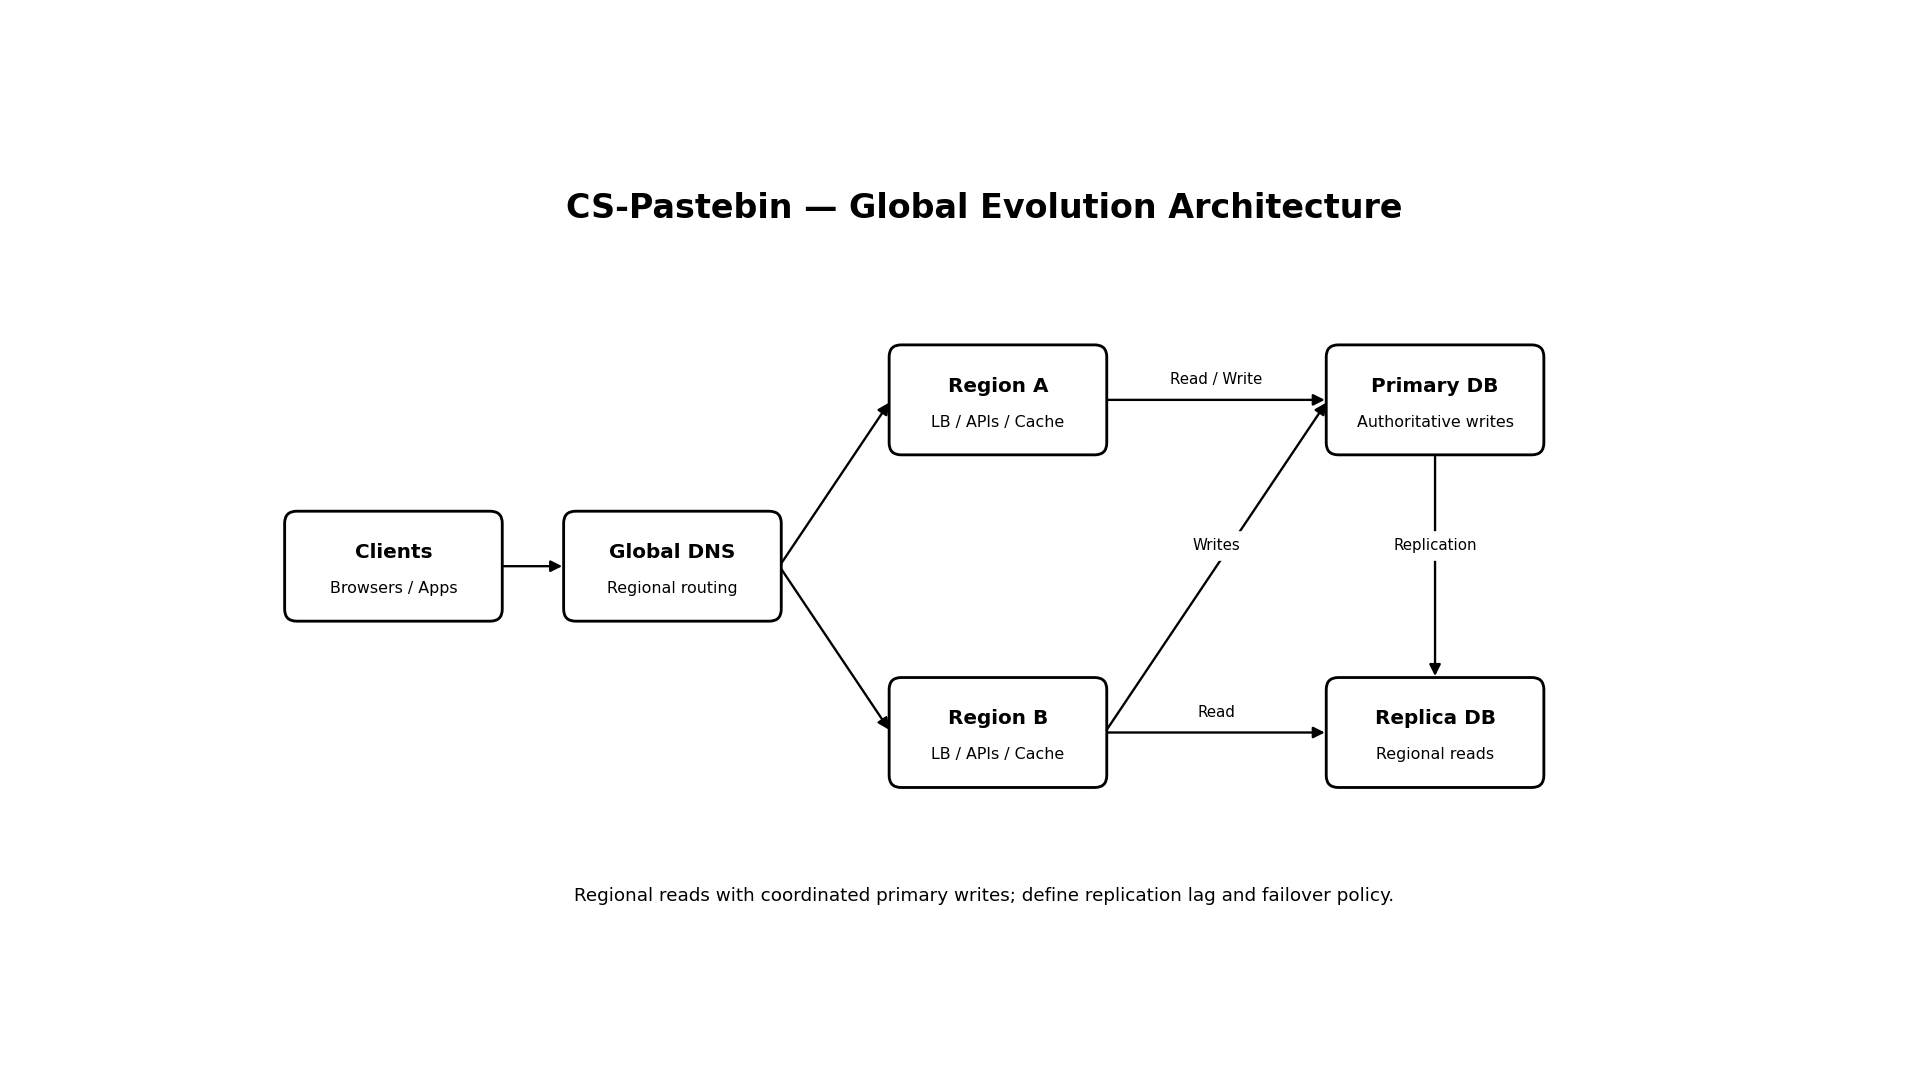 CS-Pastebin — Global Evolution Architecture
Region A
LB / APIs / Cache
Read / Write
Primary DB
Authoritative writes
Clients
Browsers / Apps
Global DNS
Regional routing
Writes
Replication
Region B
LB / APIs / Cache
Read
Replica DB
Regional reads
Regional reads with coordinated primary writes; define replication lag and failover policy.